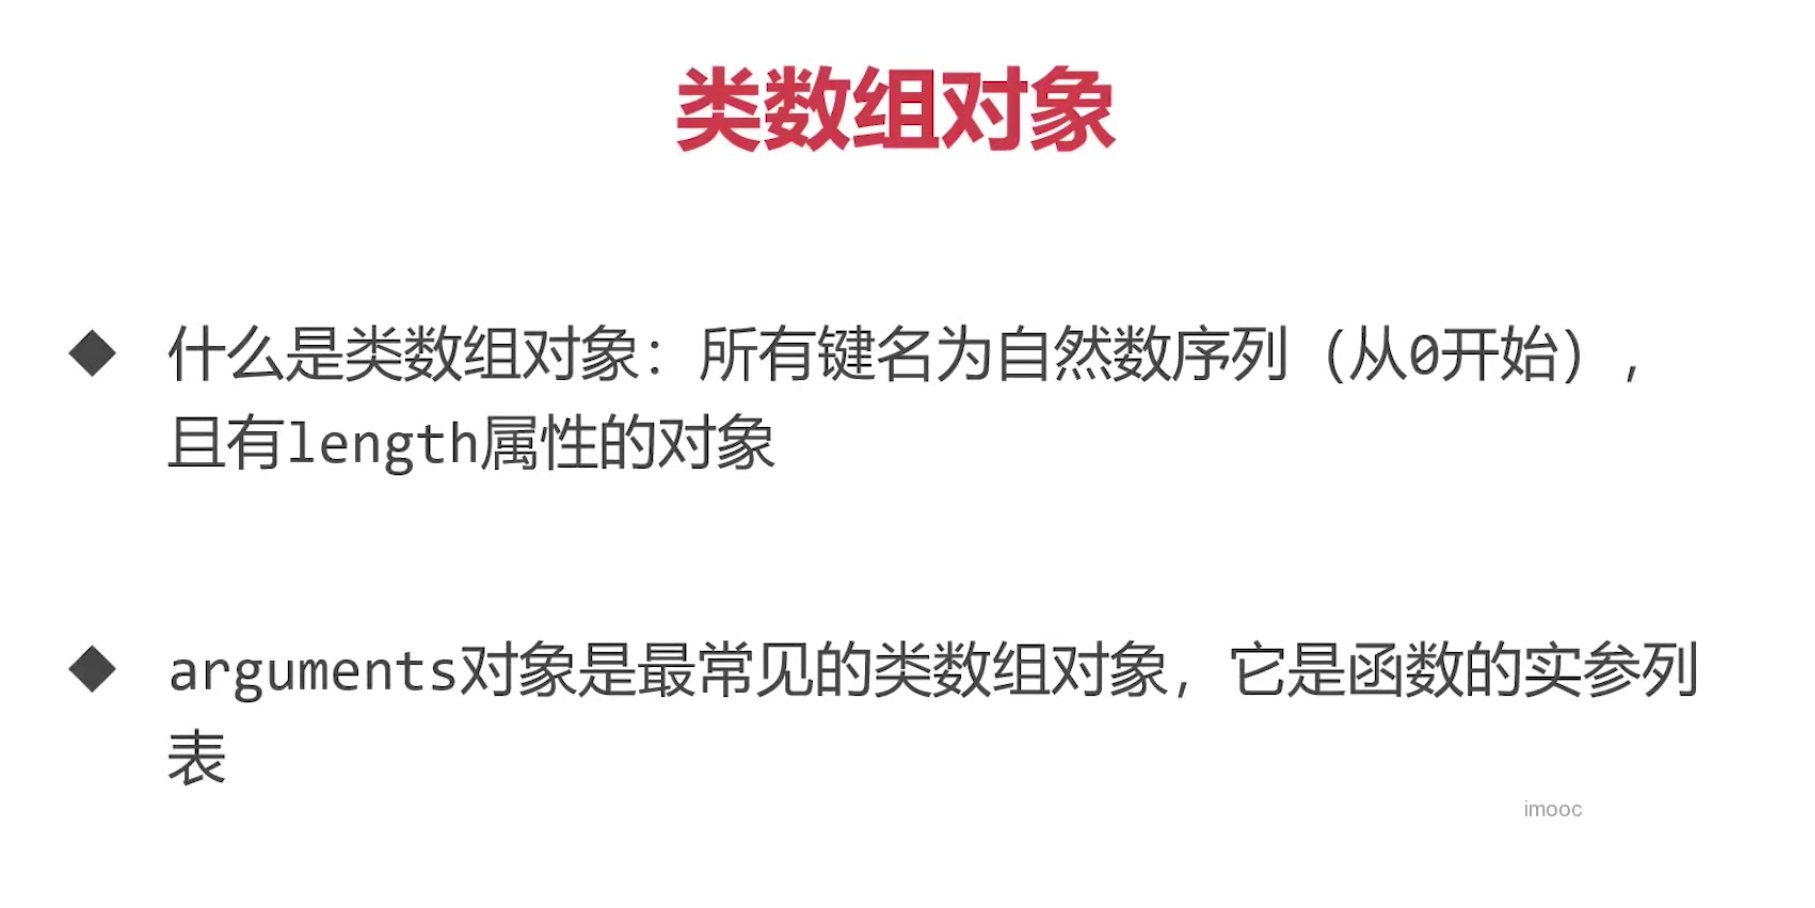 类数组对象
什么是类数组对象：所有键名为自然数序列（从0开始），
且有length属性的对象
arguments对象是最常见的类数组对象，它是函数的实参列
表
imooc